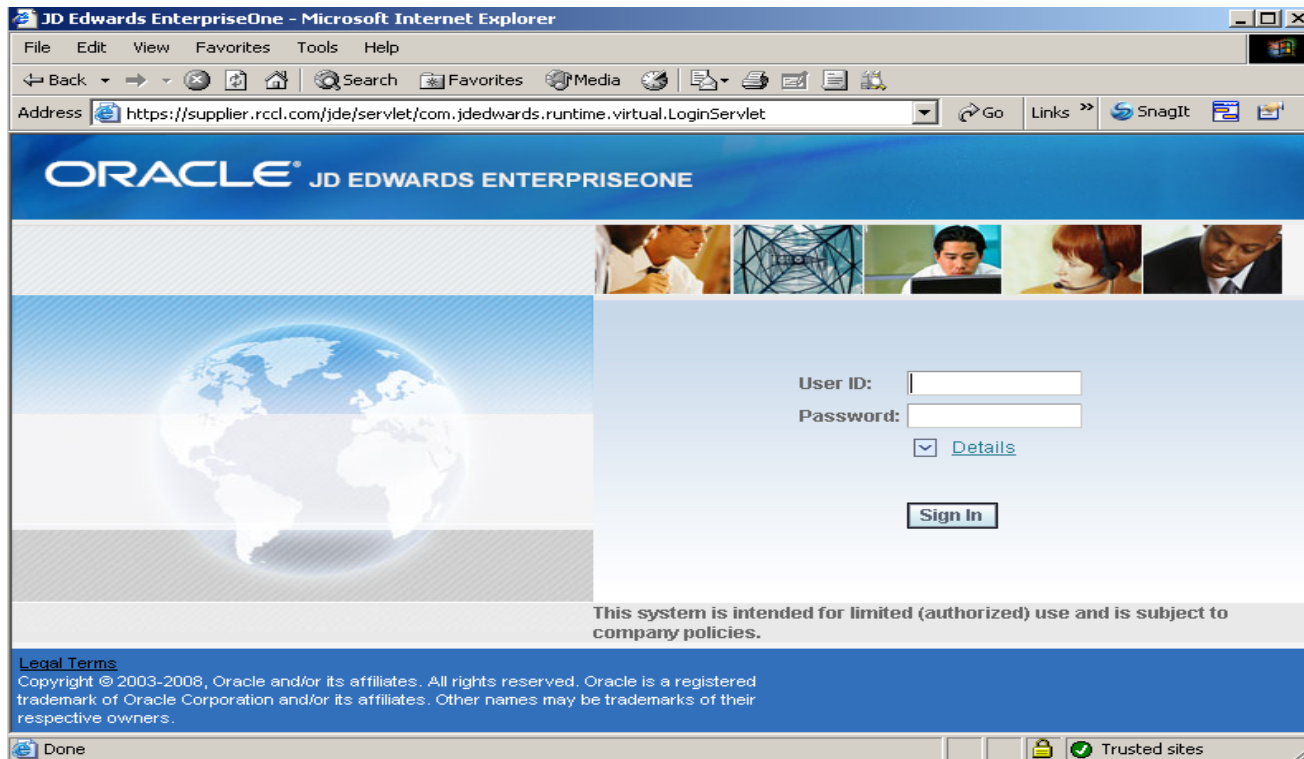 JD Edwards EnterpriseOne - Microsoft Internet Explorer
File Edit View Favorites Tools Help
Back Search Favorites Media
Address https://supplier.rccl.com/jde/servlet/com.jdedwards.runtime.virtual.LoginServlet Go Links » SnagIt
ORACLE® JD EDWARDS ENTERPRISEONE
User ID:
Password:
Details
Sign In
This system is intended for limited (authorized) use and is subject to
company policies.
Legal Terms
Copyright © 2003-2008, Oracle and/or its affiliates. All rights reserved. Oracle is a registered
trademark of Oracle Corporation and/or its affiliates. Other names may be trademarks of their
respective owners.
Done Trusted sites